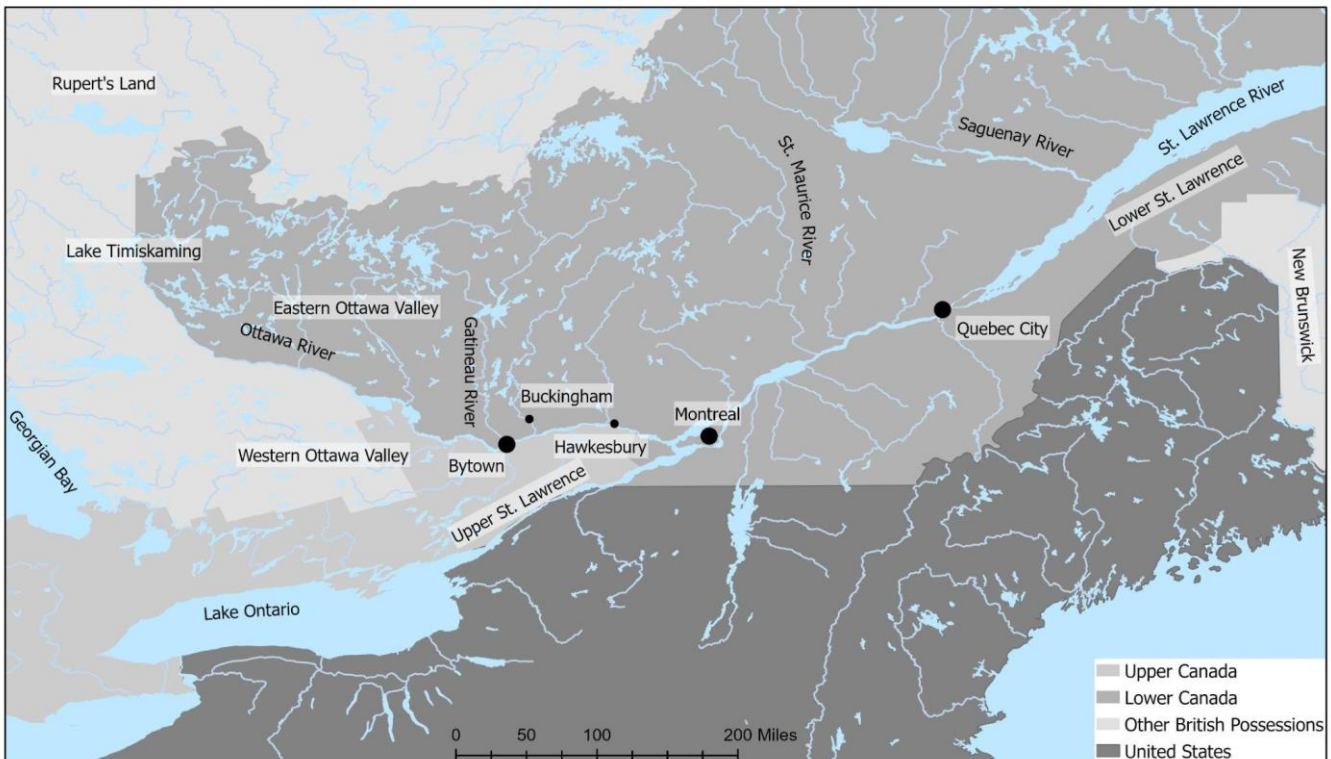 Rupert's Land
St. Lawrence River
Saguenay River
St. Maurice River
Lower St. Lawrence
Lake Timiskaming
New Brunswick
Eastern Ottawa Valley
Ottawa River
Gatineau River
Quebec City
Buckingham
Montreal
Georgian Bay
Western Ottawa Valley
Bytown
Hawkesbury
Upper St. Lawrence
Lake Ontario
Upper Canada
Lower Canada
Other British Possessions
United States
0 50 100 200 Miles